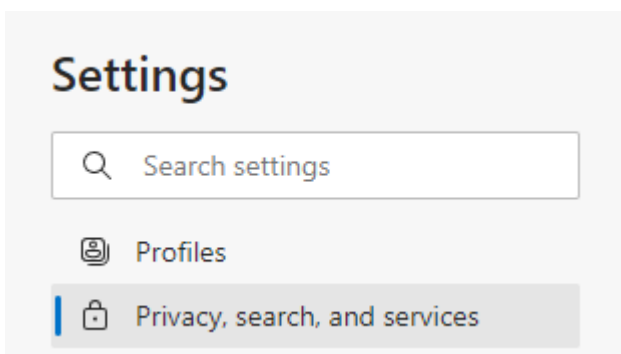 Settings
Search settings
Profiles
Privacy, search, and services